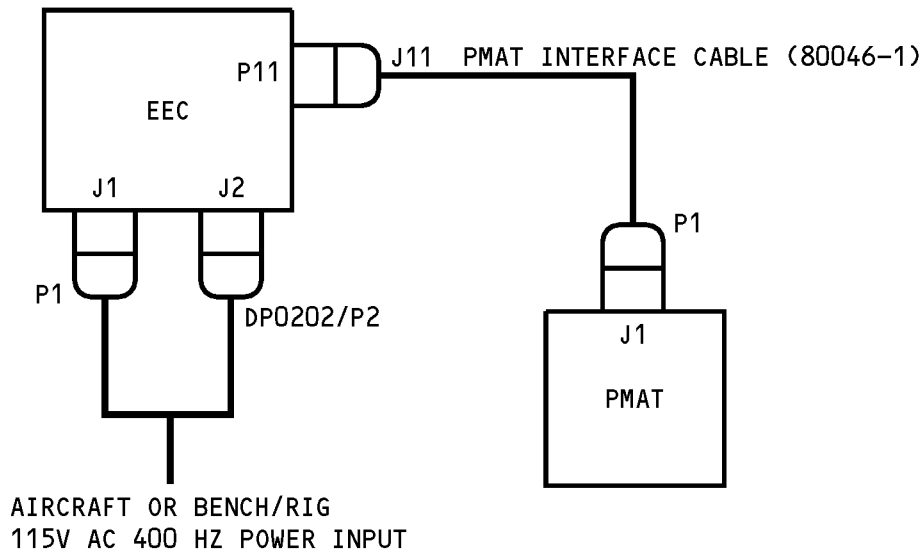 J11 PMAT INTERFACE CABLE (80046-1)
P11
EEC
J1 J2
P1
P1
DP0202/P2
J1
PMAT
AIRCRAFT OR BENCH/RIG
115V AC 400 HZ POWER INPUT